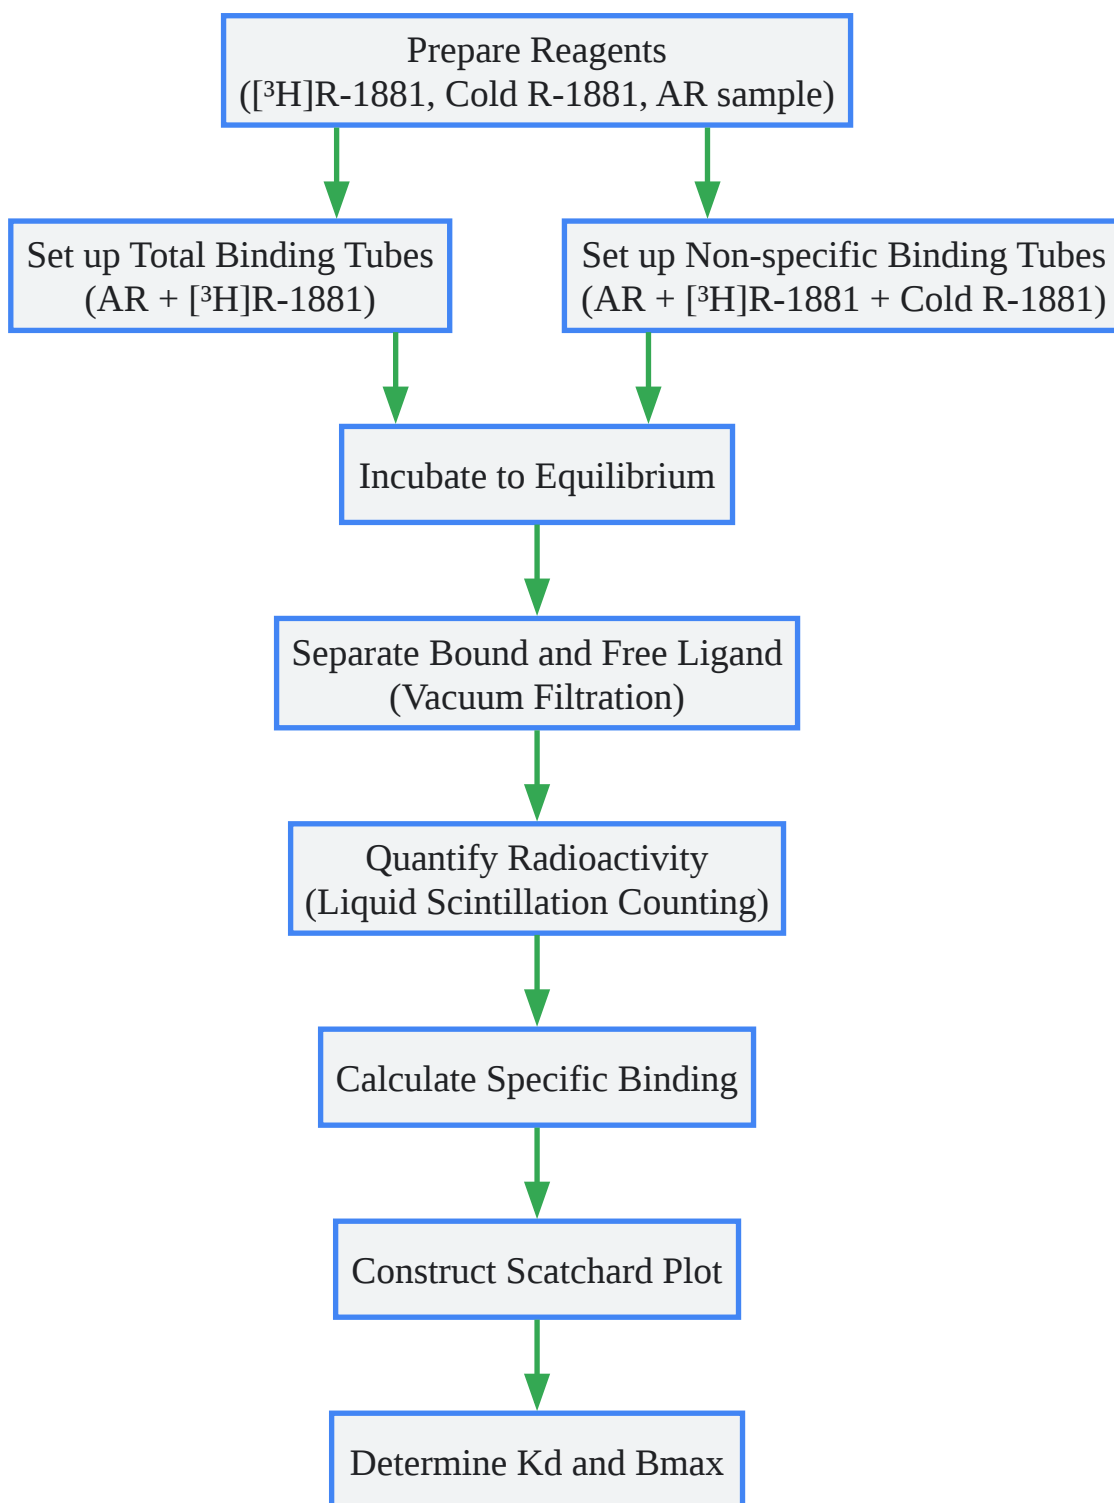 Prepare Reagents
([³H]R-1881, Cold R-1881, AR sample)
Set up Total Binding Tubes
(AR + [³H]R-1881)
Set up Non-specific Binding Tubes
(AR + [³H]R-1881 + Cold R-1881)
Incubate to Equilibrium
Separate Bound and Free Ligand
(Vacuum Filtration)
Quantify Radioactivity
(Liquid Scintillation Counting)
Calculate Specific Binding
Construct Scatchard Plot
Determine Kd and Bmax